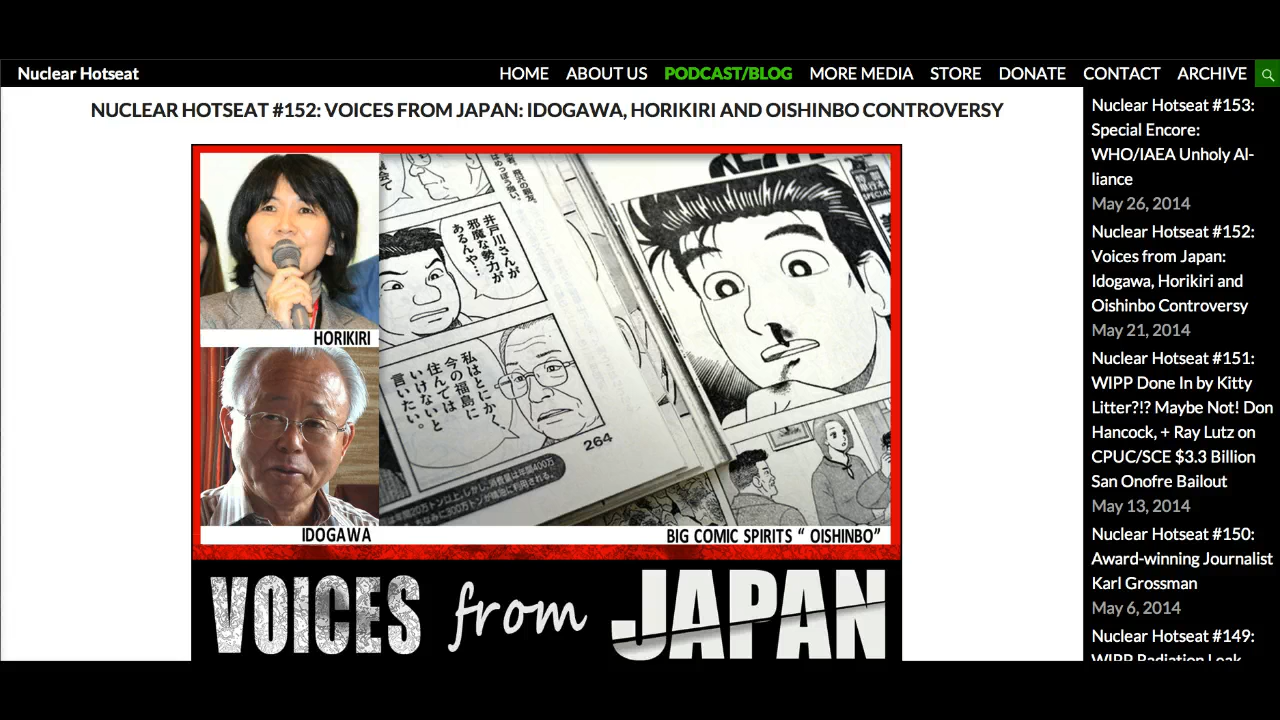 Nuclear Hotseat
HOME ABOUT US PODCAST/BLOG MORE MEDIA STORE DONATE CONTACT ARCHIVE
NUCLEAR HOTSEAT #152: VOICES FROM JAPAN: IDOGAWA, HORIKIRI AND OISHINBO CONTROVERSY
HORIKIRI
IDOGAWA
井戸川さんが
邪魔な勢力が
あるんや…
私はとにかく、
今の福島に
住んでは
いけないと
言いたい。
264
BIG COMIC SPIRITS “ OISHINBO”
VOICES from JAPAN
Nuclear Hotseat #153:
Special Encore:
WHO/IAEA Unholy Al-
liance
May 26, 2014
Nuclear Hotseat #152:
Voices from Japan:
Idogawa, Horikiri and
Oishinbo Controversy
May 21, 2014
Nuclear Hotseat #151:
WIPP Done In by Kitty
Litter?!? Maybe Not! Don
Hancock, + Ray Lutz on
CPUC/SCE $3.3 Billion
San Onofre Bailout
May 13, 2014
Nuclear Hotseat #150:
Award-winning Journalist
Karl Grossman
May 6, 2014
Nuclear Hotseat #149:
WIPP Radiation Leak